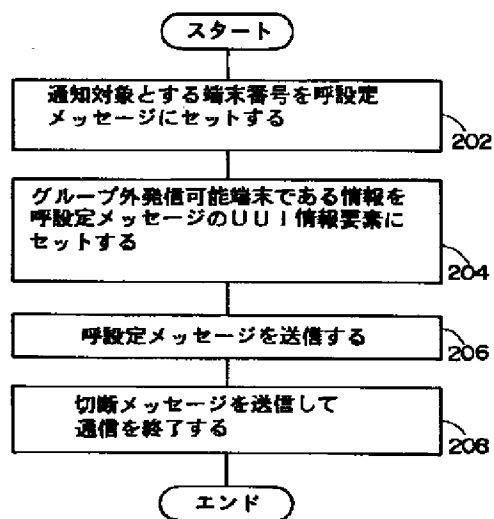 スタート
通知対象とする端末番号を呼設定
メッセージにセットする
202
グループ外発信可能端末である情報を
呼設定メッセージのUUI情報要素に
セットする
204
呼設定メッセージを送信する
206
切断メッセージを送信して
通信を終了する
208
エンド